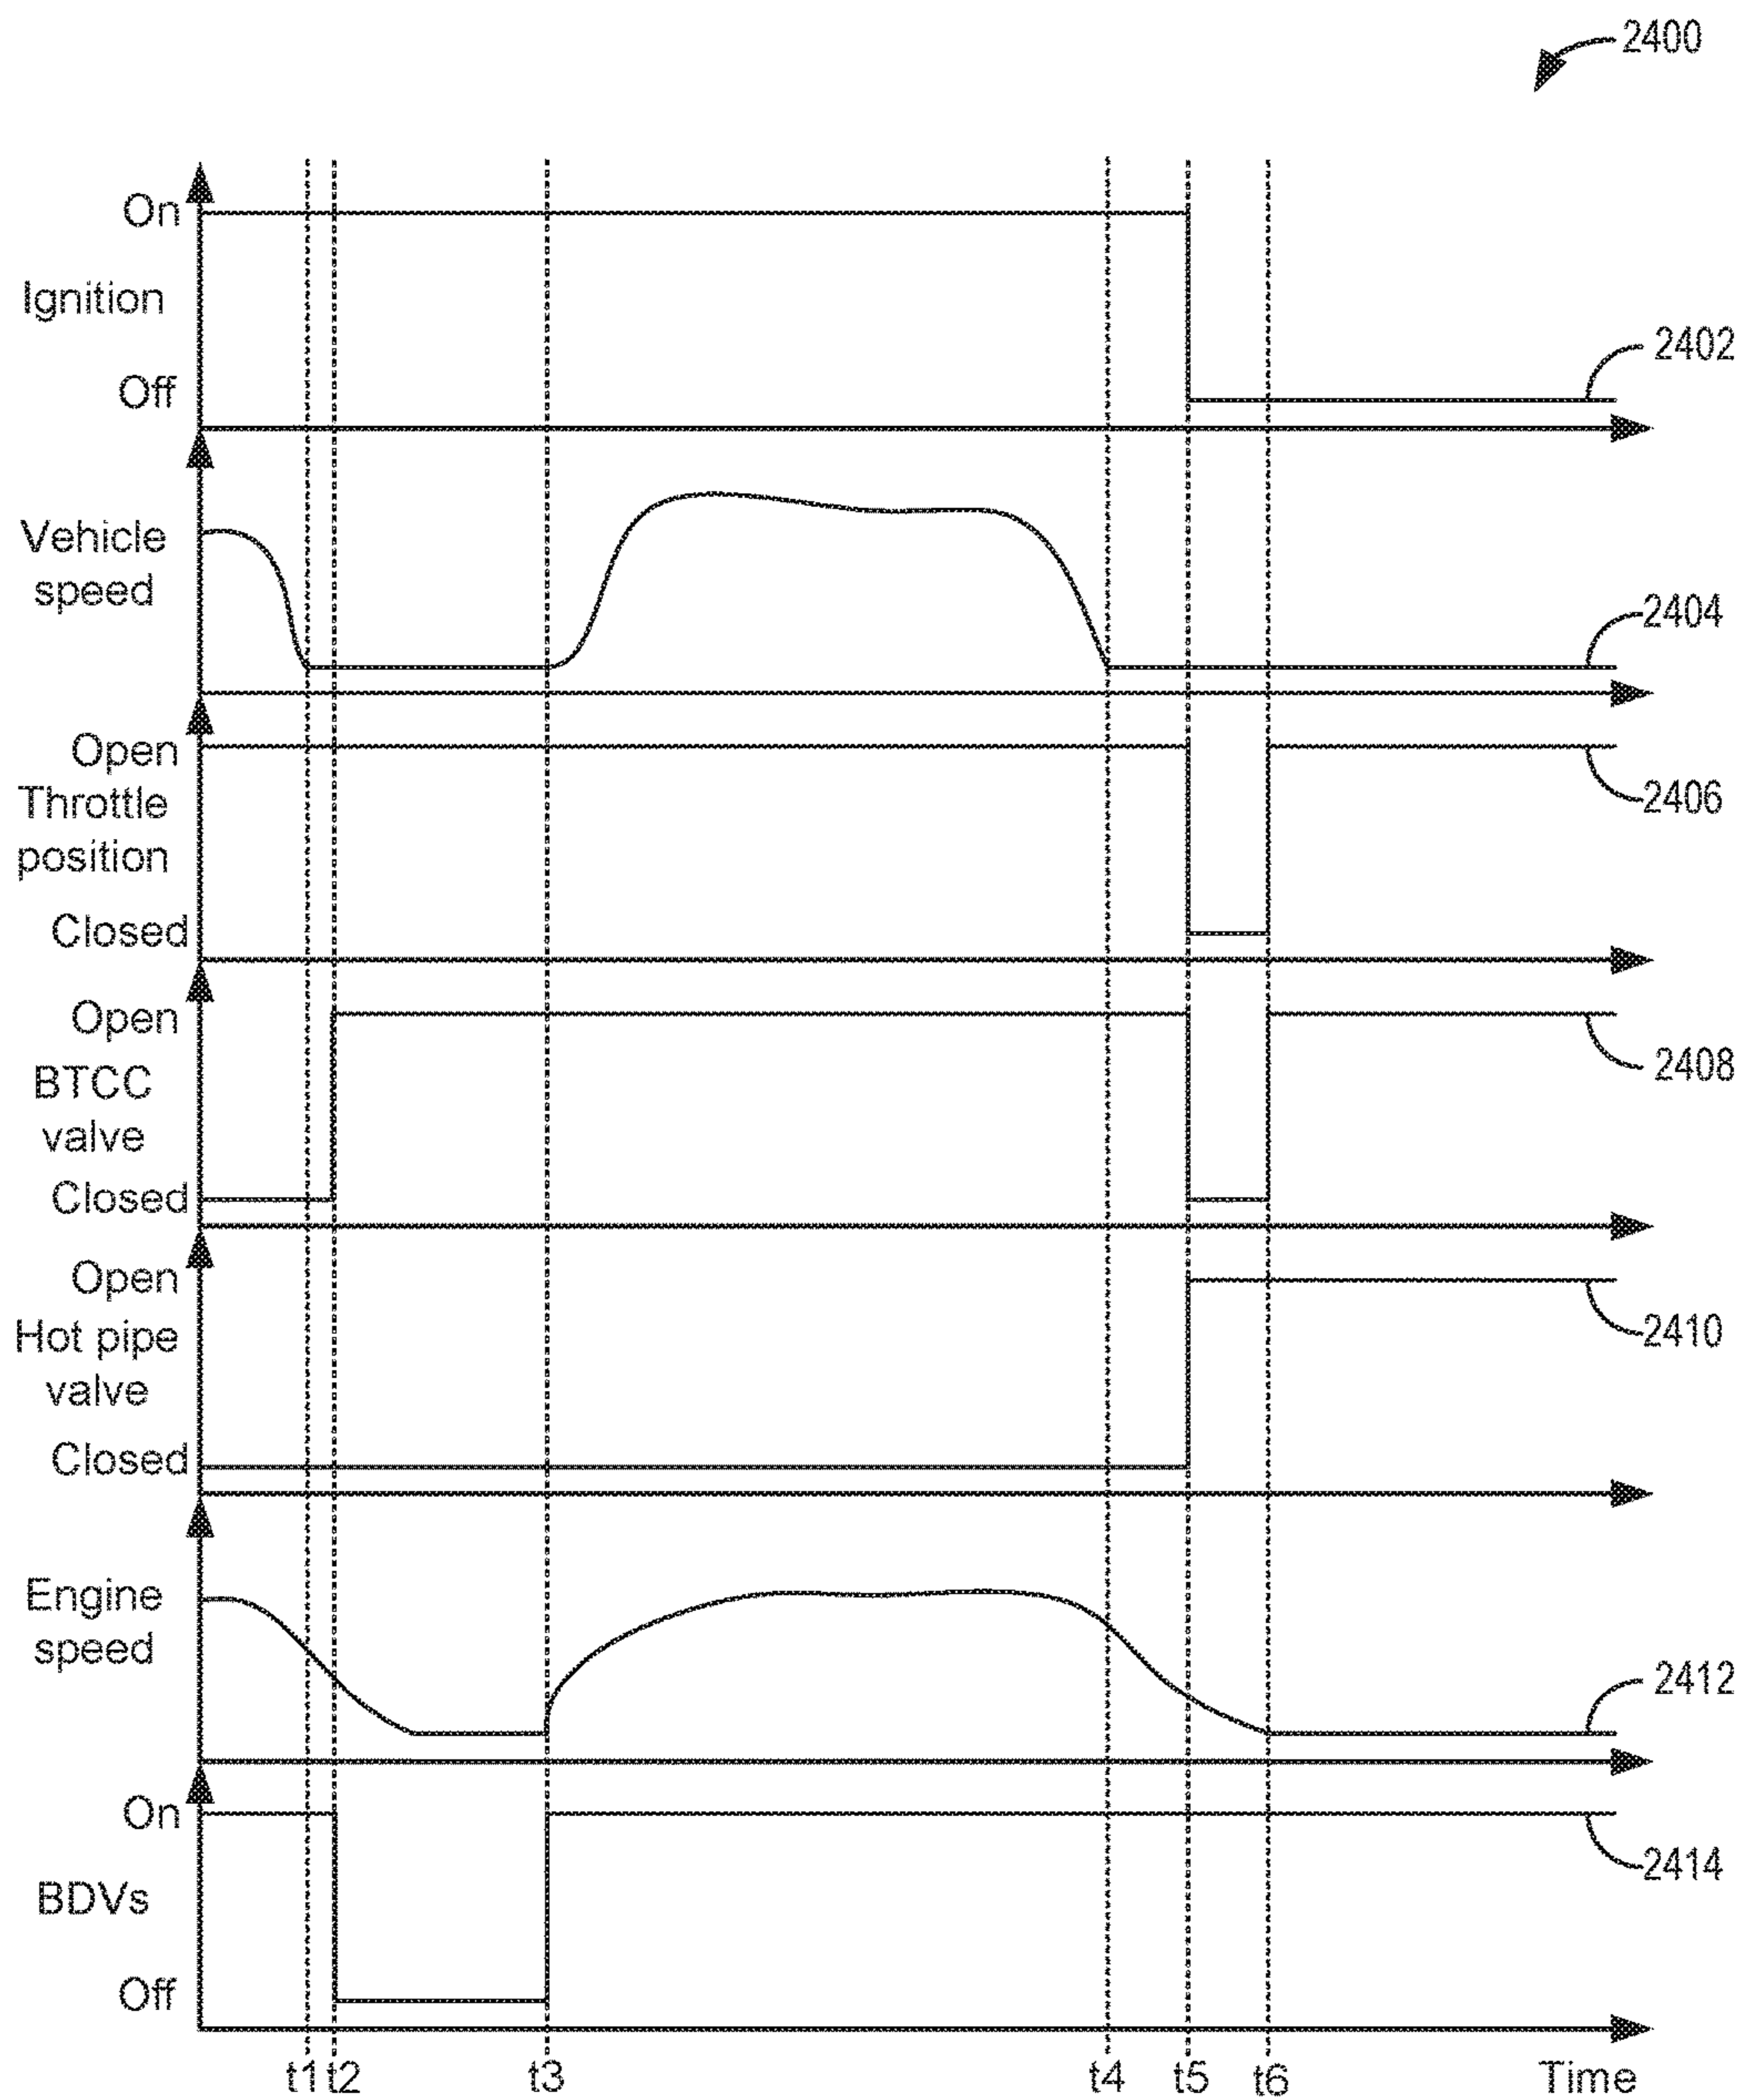 2400
On
Ignition
Off
2402
Vehicle
speed
2404
Open
Throttle
position
Closed
2406
Open
BTCC
valve
Closed
2408
Open
Hot pipe
valve
Closed
2410
Engine
speed
2412
On
BDVs
Off
2414
t1 t2 t3 t4 t5 t6 Time